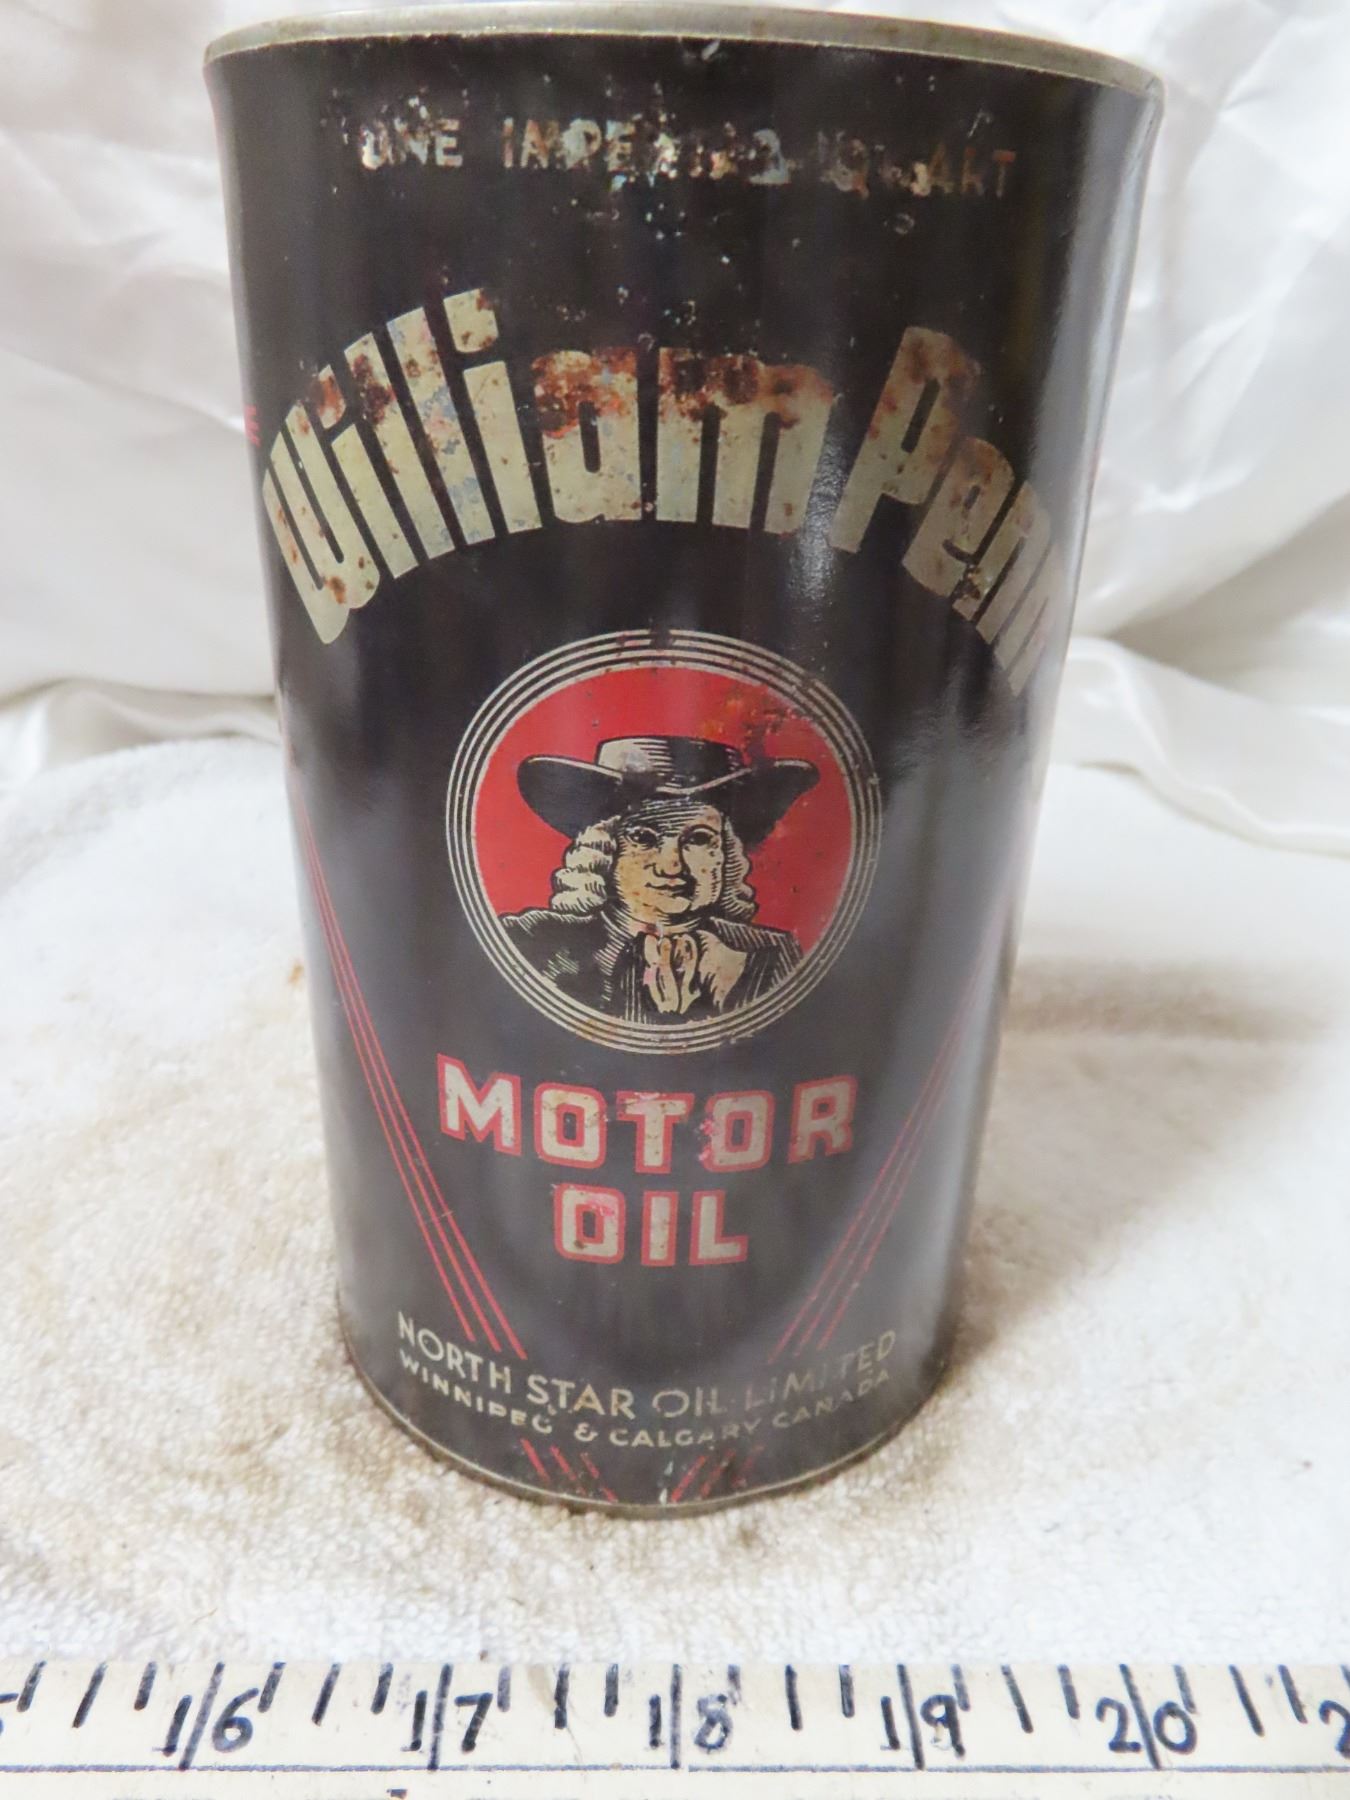 ONE IMPERIAL QUART
William Penn
MOTOR
OIL
NORTH STAR OIL LIMITED
WINNIPEG & CALGARY CANADA
16 17 18 19 20